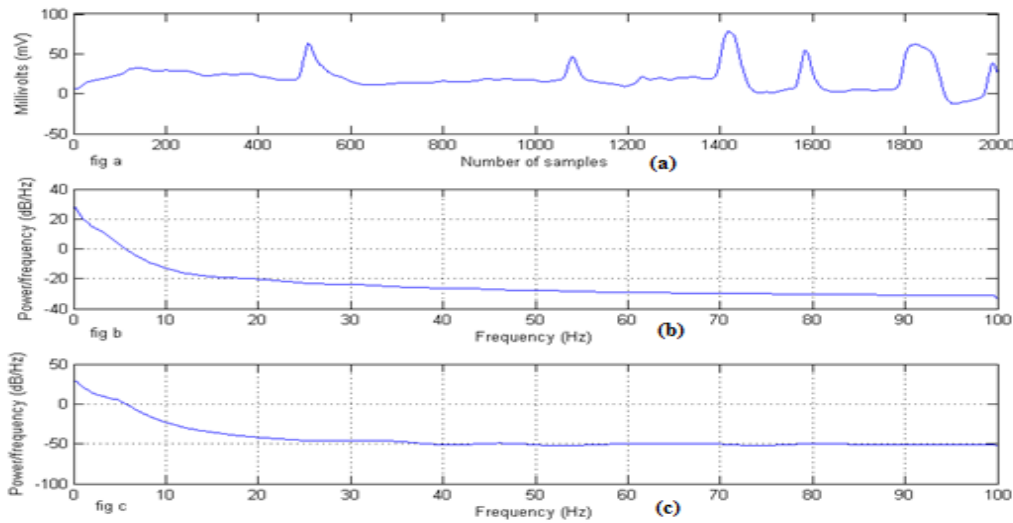 100
50
0
-50
Millivolts (mV)
0 200 400 600 800 1000 1200 1400 1600 1800 2000
fig a
Number of samples
(a)
40
20
0
-20
-40
Power/frequency (dB/Hz)
0 10 20 30 40 50 60 70 80 90 100
fig b
Frequency (Hz)
(b)
50
0
-50
-100
Power/frequency (dB/Hz)
0 10 20 30 40 50 60 70 80 90 100
fig c
Frequency (Hz)
(c)